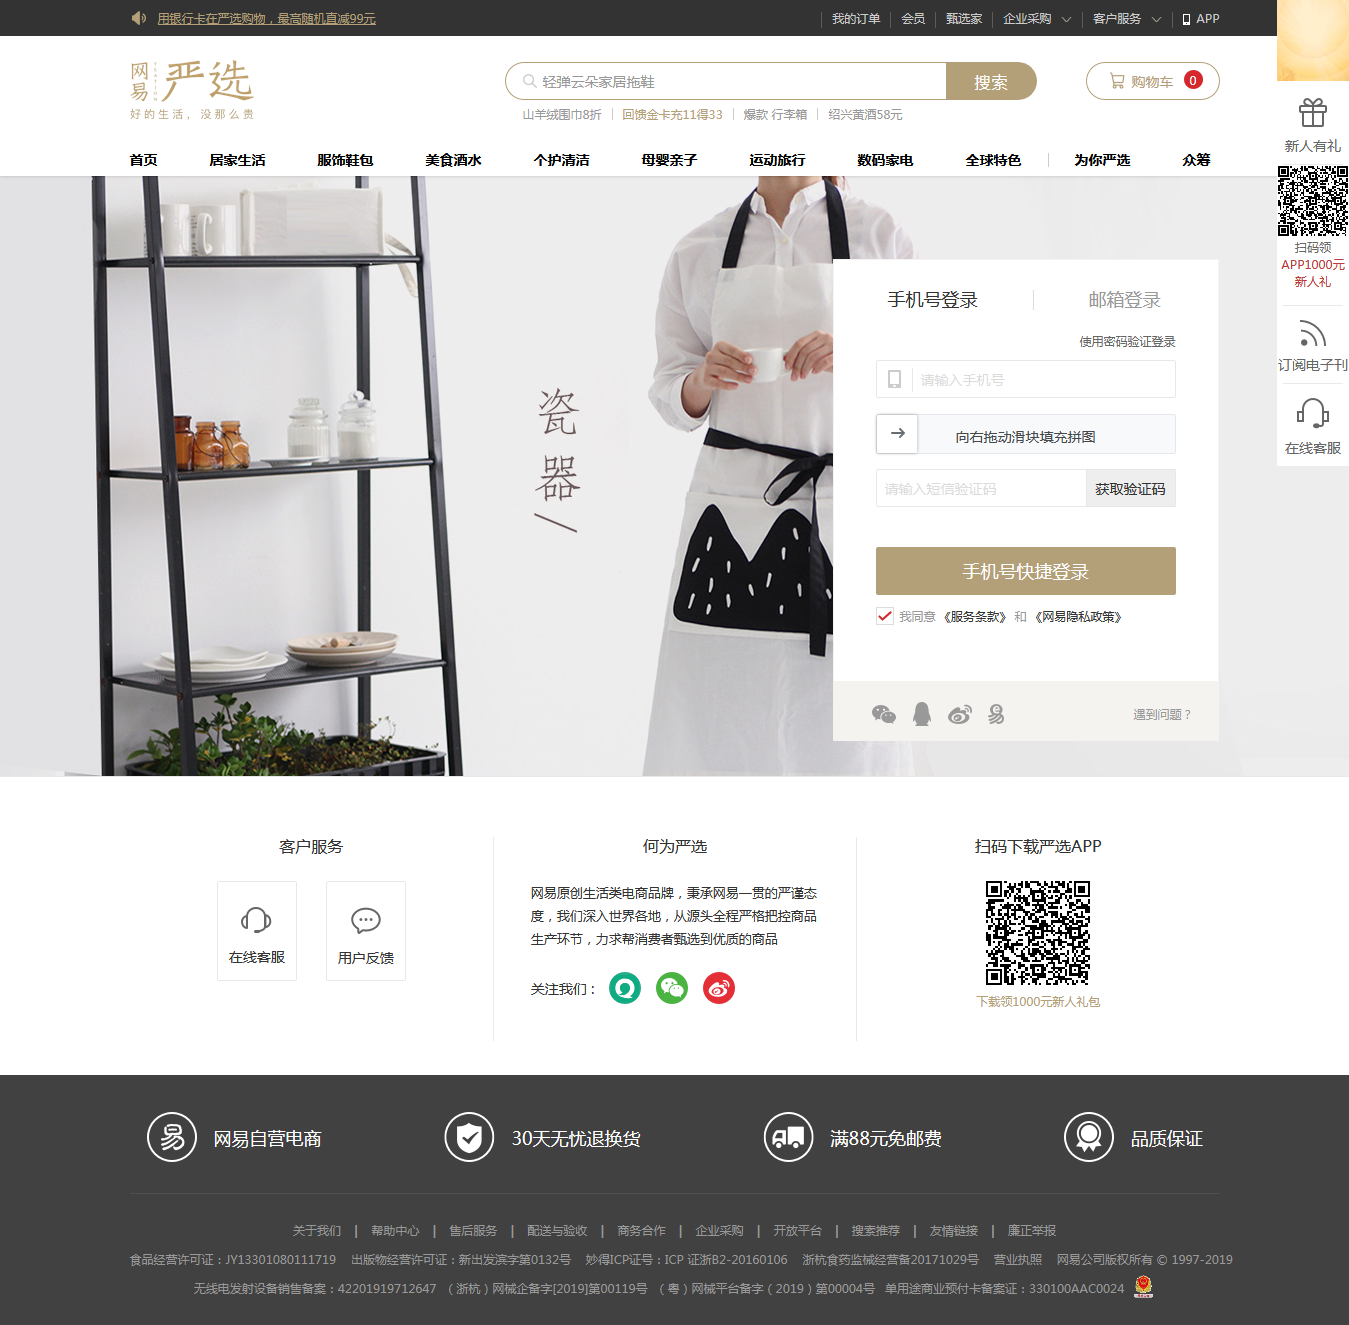 用银行卡在严选购物，最高随机直减99元
我的订单 会员 甄选家 企业采购 客户服务 APP
网易严选
好的生活，没那么贵
轻弹云朵家居拖鞋 搜索
购物车 0
山羊绒围巾8折 回馈金卡充11得33 爆款 行李箱 绍兴黄酒58元
首页 居家生活 服饰鞋包 美食酒水 个护清洁 母婴亲子 运动旅行 数码家电 全球特色 为你严选 众筹
新人有礼
扫码领
APP1000元
新人礼
订阅电子刊
在线客服
瓷器
手机号登录 邮箱登录
使用密码验证登录
请输入手机号
向右拖动滑块填充拼图
请输入短信验证码 获取验证码
手机号快捷登录
我同意《服务条款》和《网易隐私政策》
遇到问题？
客户服务
在线客服 用户反馈
何为严选
网易原创生活类电商品牌，秉承网易一贯的严谨态
度，我们深入世界各地，从源头全程严格把控商品
生产环节，力求帮消费者甄选到优质的商品
关注我们：
扫码下载严选APP
下载领1000元新人礼包
网易自营电商 30天无忧退换货 满88元免邮费 品质保证
关于我们 | 帮助中心 | 售后服务 | 配送与验收 | 商务合作 | 企业采购 | 开放平台 | 搜索推荐 | 友情链接 | 廉正举报
食品经营许可证：JY13301080111719 出版物经营许可证：新出发滨字第0132号 妙得ICP证号：ICP 证浙B2-20160106 浙杭食药监械经营备20171029号 营业执照 网易公司版权所有 © 1997-2019
无线电发射设备销售备案：42201919712647 （浙杭）网械企备字[2019]第00119号 （粤）网械平台备字（2019）第00004号 单用途商业预付卡备案证：330100AAC0024